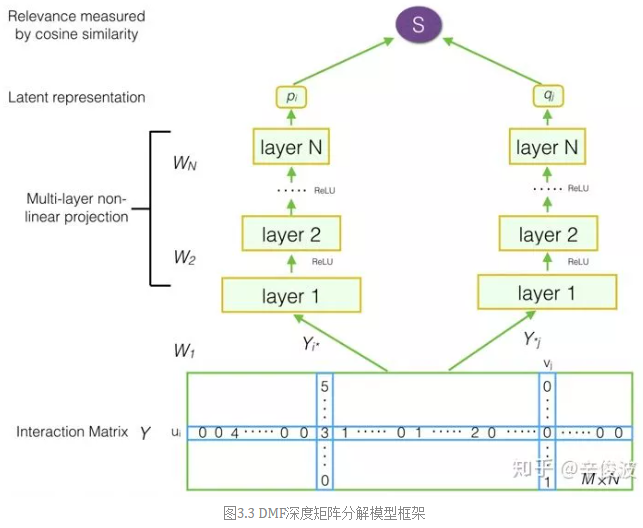 Relevance measured
by cosine similarity
S
Latent representation
pi
qj
WN
layer N
layer N
······ ReLU
······ ReLU
Multi-layer non-
linear projection
layer 2
layer 2
W2
ReLU
ReLU
layer 1
layer 1
W1
Yi*
Y*j
vj
5
0
Interaction Matrix Y
ui
0 0 4 ······ 0 0 3 1 ······ 0 1 ······ 2 0 ······ 0 ······ 0 0
0
1
M×N
知乎 @辛俊波
图3.3 DMF深度矩阵分解模型框架